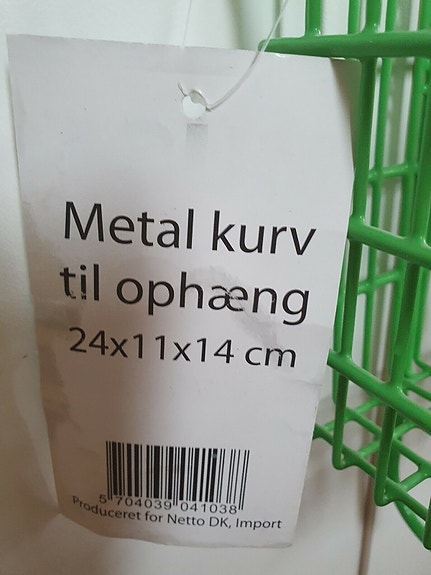 Metal kurv
til ophæng
24x11x14 cm
5 704039 041038
Produceret for Netto DK, Import